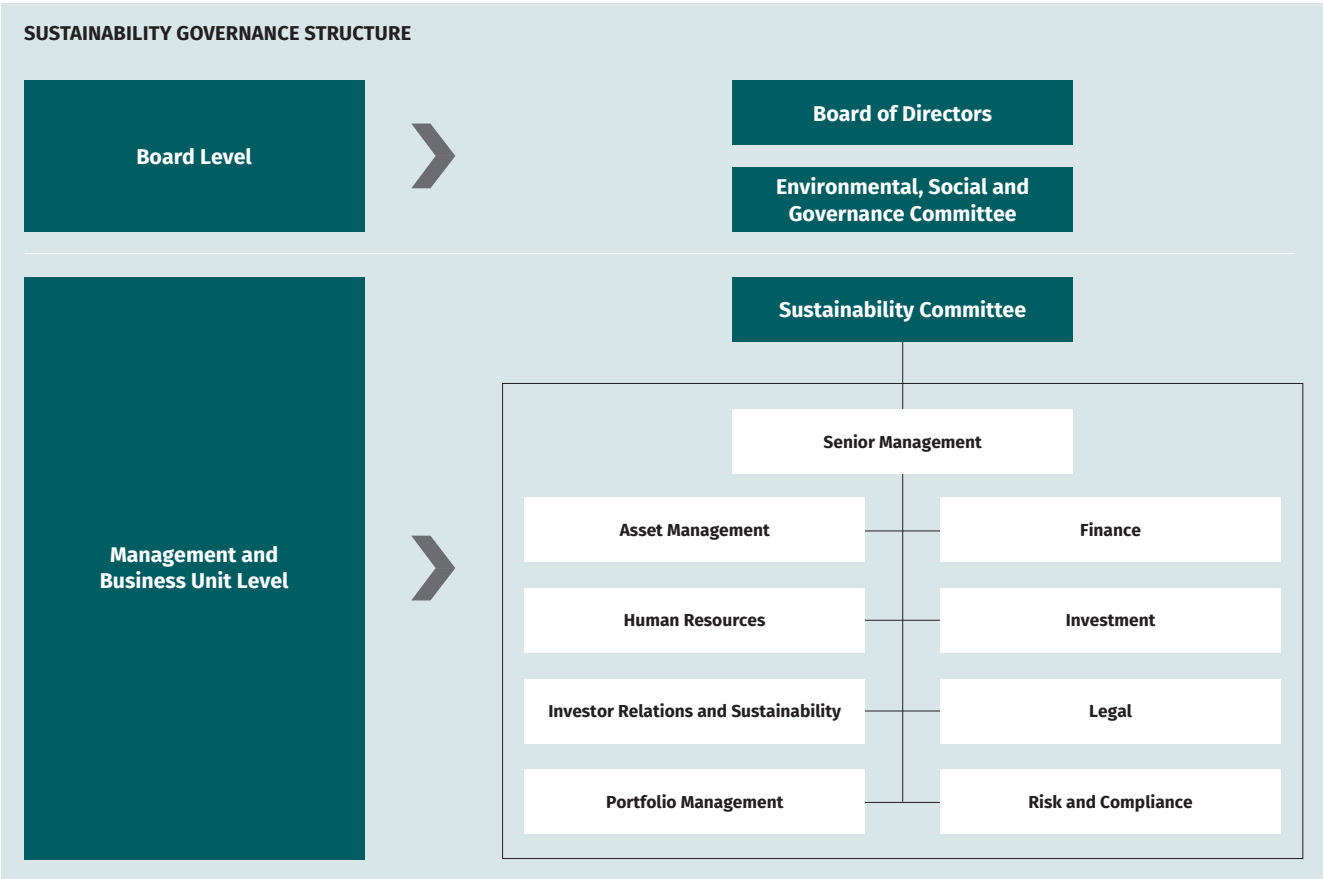 SUSTAINABILITY GOVERNANCE STRUCTURE
Board Level
Board of Directors
Environmental, Social and
Governance Committee
Management and
Business Unit Level
Sustainability Committee
Senior Management
Asset Management
Finance
Human Resources
Investment
Investor Relations and Sustainability
Legal
Portfolio Management
Risk and Compliance